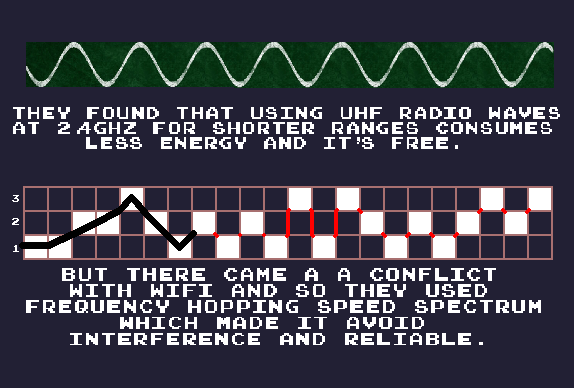 THEY FOUND THAT USING UHF RADIO WAVES
AT 2.4GHZ FOR SHORTER RANGES CONSUMES
LESS ENERGY AND IT'S FREE.
3
2
1
BUT THERE CAME A A CONFLICT
WITH WIFI AND SO THEY USED
FREQUENCY HOPPING SPEED SPECTRUM
WHICH MADE IT AVOID
INTERFERENCE AND RELIABLE.